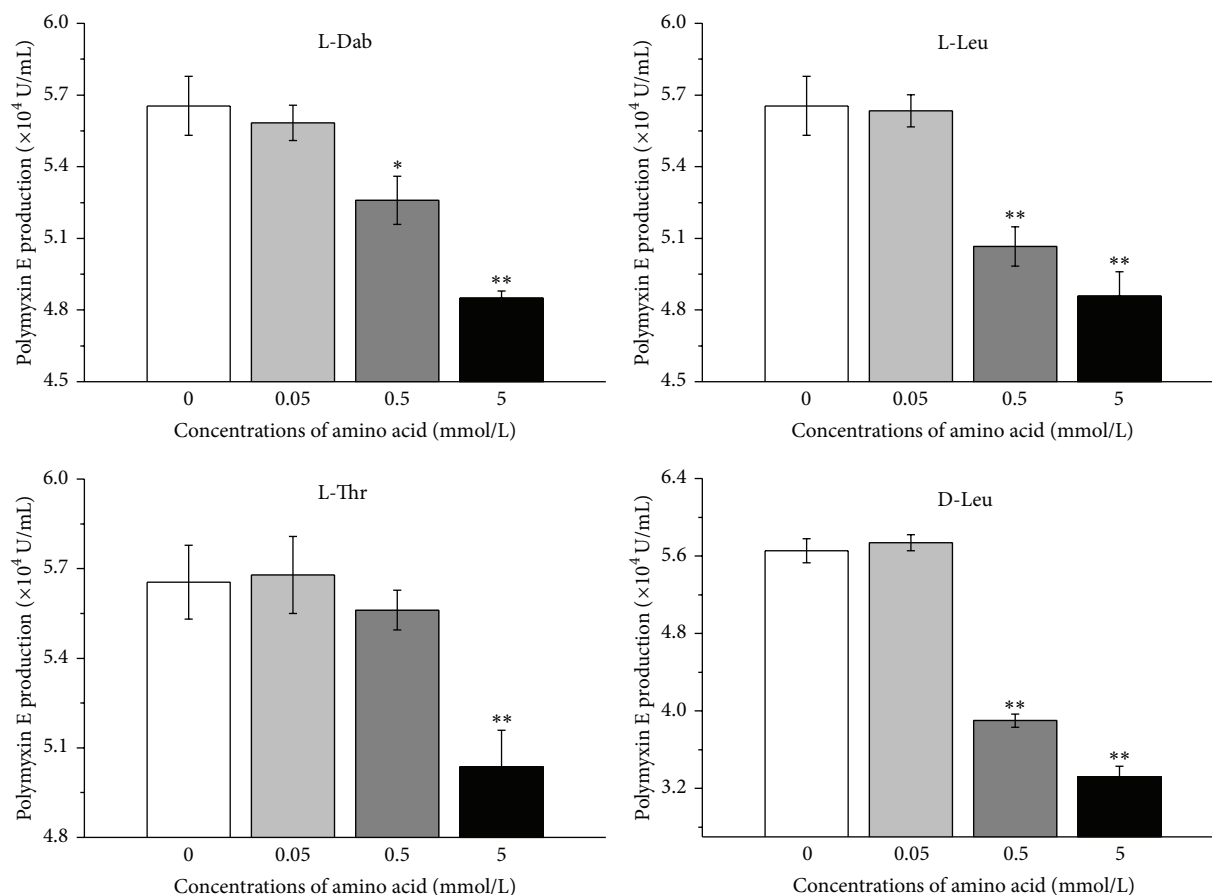 L-Dab
Polymyxin E production (×10⁴ U/mL)
6.0
5.7
5.4
5.1
4.8
4.5
*
**
0 0.05 0.5 5
Concentrations of amino acid (mmol/L)
L-Leu
Polymyxin E production (×10⁴ U/mL)
6.0
5.7
5.4
5.1
4.8
4.5
**
**
0 0.05 0.5 5
Concentrations of amino acid (mmol/L)
L-Thr
Polymyxin E production (×10⁴ U/mL)
6.0
5.7
5.4
5.1
4.8
**
0 0.05 0.5 5
Concentrations of amino acid (mmol/L)
D-Leu
Polymyxin E production (×10⁴ U/mL)
6.4
5.6
4.8
4.0
3.2
**
**
0 0.05 0.5 5
Concentrations of amino acid (mmol/L)